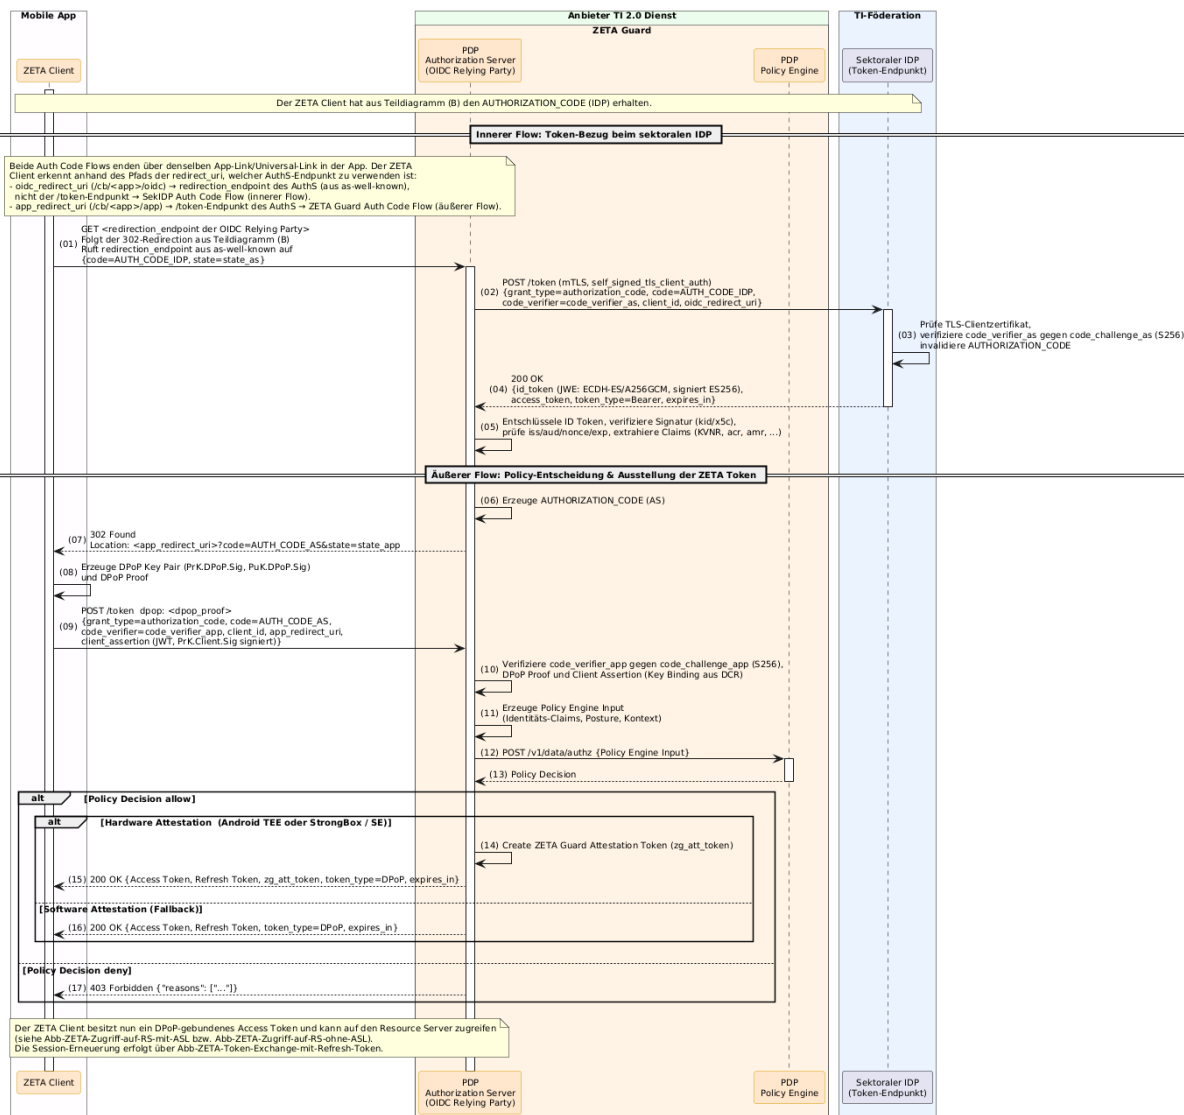 Mobile App
Anbieter TI 2.0 Dienst
TI-Föderation
ZETA Guard
ZETA Client
PDP
Authorization Server
(OIDC Relying Party)
PDP
Policy Engine
Sektoraler IDP
(Token-Endpunkt)
Der ZETA Client hat aus Teildiagramm (B) den AUTHORIZATION_CODE (IDP) erhalten.
Innerer Flow: Token-Bezug beim sektoralen IDP
Beide Auth Code Flows enden über denselben App-Link/Universal-Link in der App. Der ZETA
Client erkennt anhand des Pfads der redirect_uri, welcher AuthS-Endpunkt zu verwenden ist:
- oidc_redirect_uri (/cb/<app>/oidc) → redirection_endpoint des AuthS (aus as-well-known),
nicht der /token-Endpunkt → SekIDP Auth Code Flow (innerer Flow).
- app_redirect_uri (/cb/<app>/app) → /token-Endpunkt des AuthS → ZETA Guard Auth Code Flow (äußerer Flow).
(01) GET <redirection_endpoint der OIDC Relying Party>
Folgt der 302-Redirection aus Teildiagramm (B)
Ruft redirection_endpoint aus as-well-known auf
{code=AUTH_CODE_IDP, state=state_as}
(02) POST /token (mTLS, self_signed_tls_client_auth)
{grant_type=authorization_code, code=AUTH_CODE_IDP,
code_verifier=code_verifier_as, client_id, oidc_redirect_uri}
(03) Prüfe TLS-Clientzertifikat,
verifiziere code_verifier_as gegen code_challenge_as (S256)
invalidiere AUTHORIZATION_CODE
(04) 200 OK
{id_token (JWE: ECDH-ES/A256GCM, signiert ES256),
access_token, token_type=Bearer, expires_in}
(05) Entschlüssele ID Token, verifiziere Signatur (kid/x5c),
prüfe iss/aud/nonce/exp, extrahiere Claims (KVNR, acr, amr, ...)
Äußerer Flow: Policy-Entscheidung & Ausstellung der ZETA Token
(06) Erzeuge AUTHORIZATION_CODE (AS)
(07) 302 Found
Location: <app_redirect_uri>?code=AUTH_CODE_AS&state=state_app
(08) Erzeuge DPoP Key Pair (PrK.DPoP.Sig, PuK.DPoP.Sig)
und DPoP Proof
(09) POST /token  dpop: <dpop_proof>
{grant_type=authorization_code, code=AUTH_CODE_AS,
code_verifier=code_verifier_app, client_id, app_redirect_uri,
client_assertion (JWT, PrK.Client.Sig signiert)}
(10) Verifiziere code_verifier_app gegen code_challenge_app (S256),
DPoP Proof und Client Assertion (Key Binding aus DCR)
(11) Erzeuge Policy Engine Input
(Identitäts-Claims, Posture, Kontext)
(12) POST /v1/data/authz {Policy Engine Input}
(13) Policy Decision
alt [Policy Decision allow]
alt [Hardware Attestation  (Android TEE oder StrongBox / SE)]
(14) Create ZETA Guard Attestation Token (zg_att_token)
(15) 200 OK {Access Token, Refresh Token, zg_att_token, token_type=DPoP, expires_in}
[Software Attestation (Fallback)]
(16) 200 OK {Access Token, Refresh Token, token_type=DPoP, expires_in}
[Policy Decision deny]
(17) 403 Forbidden {"reasons": ["..."]}
Der ZETA Client besitzt nun ein DPoP-gebundenes Access Token und kann auf den Resource Server zugreifen
(siehe Abb-ZETA-Zugriff-auf-RS-mit-ASL bzw. Abb-ZETA-Zugriff-auf-RS-ohne-ASL).
Die Session-Erneuerung erfolgt über Abb-ZETA-Token-Exchange-mit-Refresh-Token.
ZETA Client
PDP
Authorization Server
(OIDC Relying Party)
PDP
Policy Engine
Sektoraler IDP
(Token-Endpunkt)